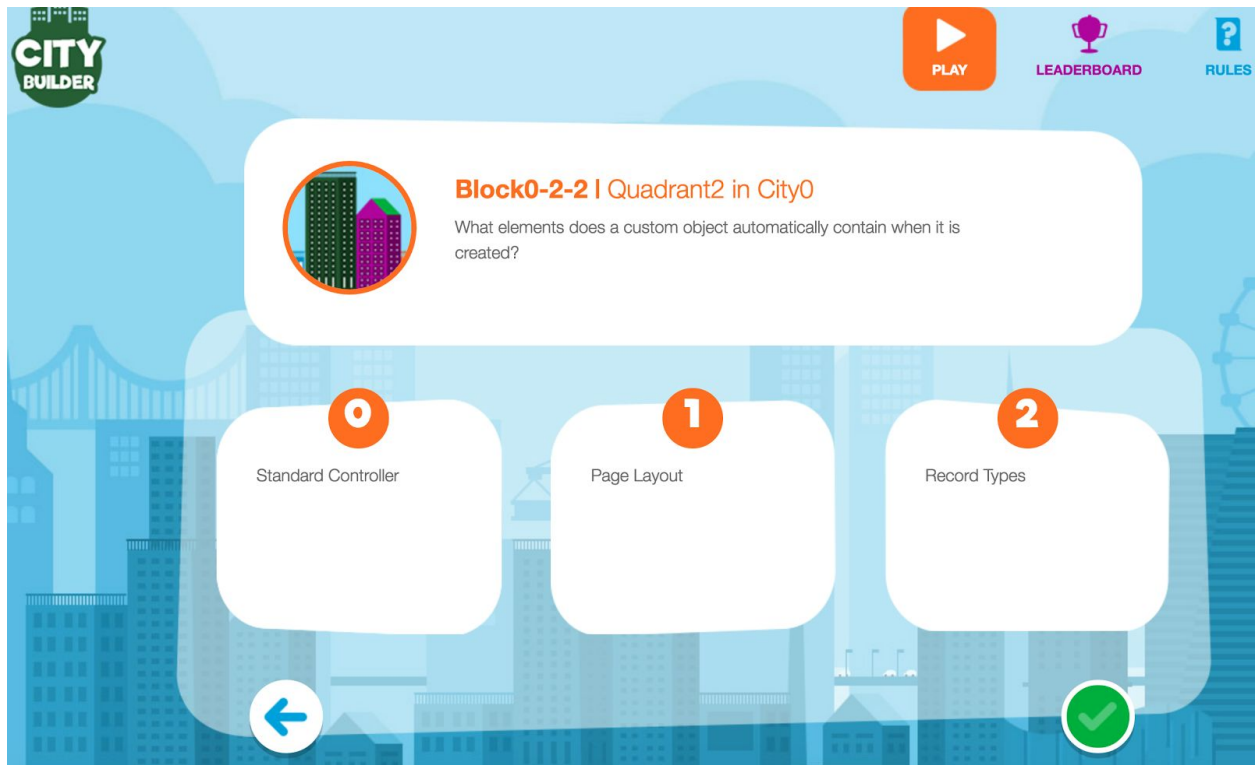 CITY
BUILDER
PLAY
LEADERBOARD
?
RULES
Block0-2-2 | Quadrant2 in City0
What elements does a custom object automatically contain when it is
created?
0
1
2
Standard Controller
Page Layout
Record Types